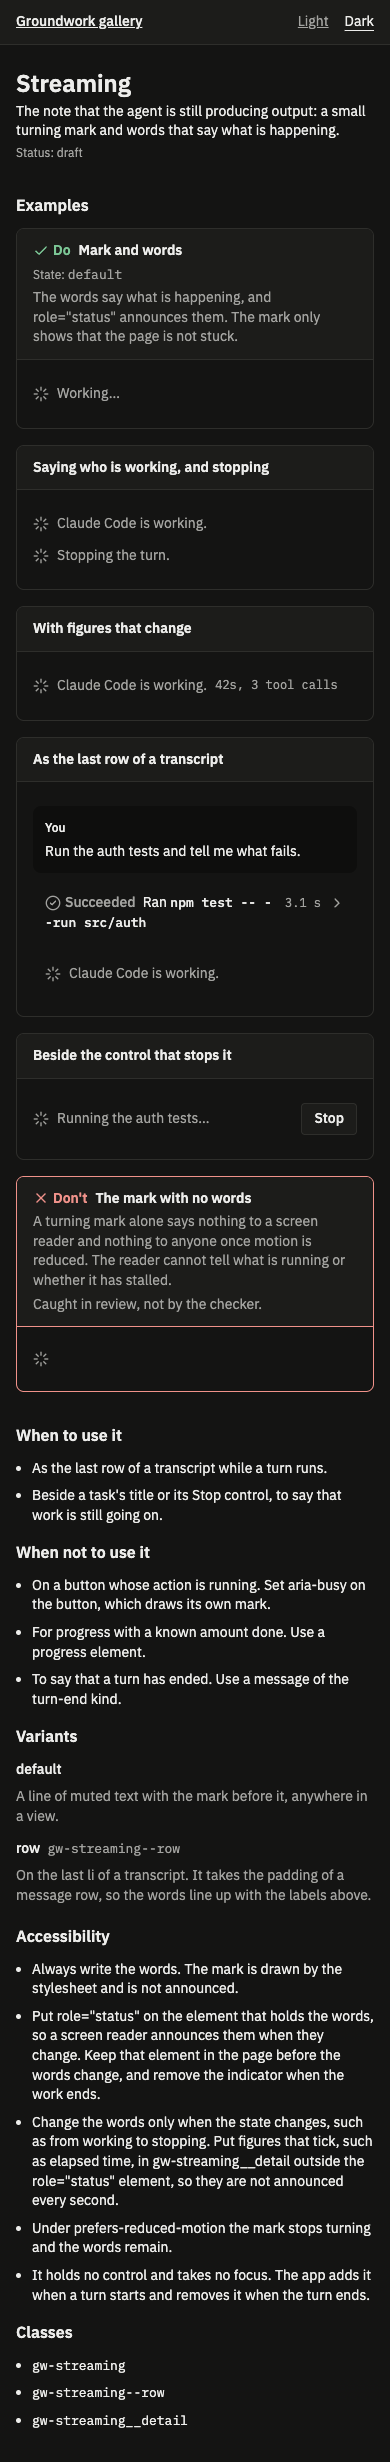 Groundwork gallery Light Dark
Streaming
The note that the agent is still producing output: a small
turning mark and words that say what is happening.
Status: draft
Examples
Do Mark and words
State: default
The words say what is happening, and
role="status" announces them. The mark only
shows that the page is not stuck.
Working...
Saying who is working, and stopping
Claude Code is working.
Stopping the turn.
With figures that change
Claude Code is working. 42s, 3 tool calls
As the last row of a transcript
You
Run the auth tests and tell me what fails.
Succeeded Ran npm test -- - 3.1 s
-run src/auth
Claude Code is working.
Beside the control that stops it
Running the auth tests... Stop
Don't The mark with no words
A turning mark alone says nothing to a screen
reader and nothing to anyone once motion is
reduced. The reader cannot tell what is running or
whether it has stalled.
Caught in review, not by the checker.
When to use it
• As the last row of a transcript while a turn runs.
• Beside a task's title or its Stop control, to say that
work is still going on.
When not to use it
• On a button whose action is running. Set aria-busy on
the button, which draws its own mark.
• For progress with a known amount done. Use a
progress element.
• To say that a turn has ended. Use a message of the
turn-end kind.
Variants
default
A line of muted text with the mark before it, anywhere in
a view.
row gw-streaming--row
On the last li of a transcript. It takes the padding of a
message row, so the words line up with the labels above.
Accessibility
• Always write the words. The mark is drawn by the
stylesheet and is not announced.
• Put role="status" on the element that holds the words,
so a screen reader announces them when they
change. Keep that element in the page before the
words change, and remove the indicator when the
work ends.
• Change the words only when the state changes, such
as from working to stopping. Put figures that tick, such
as elapsed time, in gw-streaming__detail outside the
role="status" element, so they are not announced
every second.
• Under prefers-reduced-motion the mark stops turning
and the words remain.
• It holds no control and takes no focus. The app adds it
when a turn starts and removes it when the turn ends.
Classes
• gw-streaming
• gw-streaming--row
• gw-streaming__detail